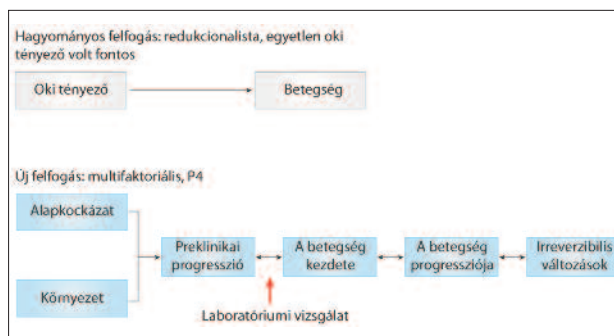 Hagyományos felfogás: redukcionalista, egyetlen oki
tényező volt fontos
Oki tényező
Betegség
Új felfogás: multifaktoriális, P4
Alapkockázat
Környezet
Preklinikai
progresszió
A betegség
kezdete
A betegség
progressziója
Irreverzibilis
változások
Laboratóriumi vizsgálat